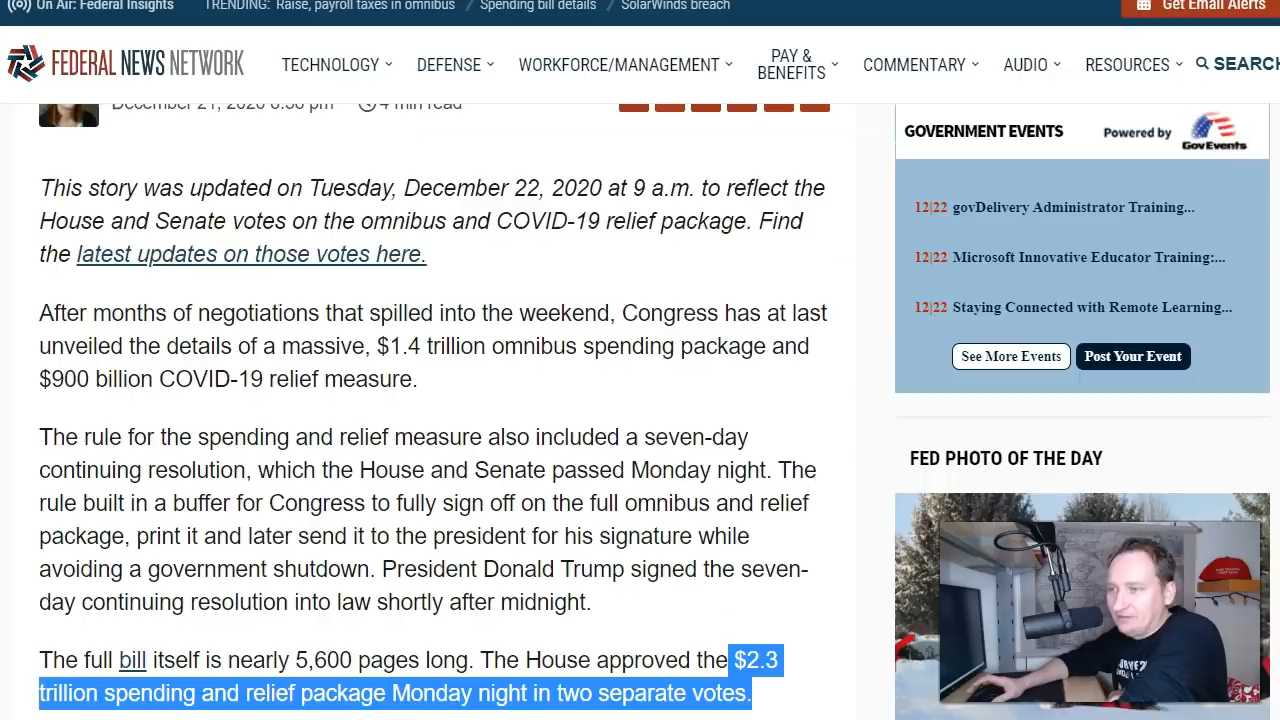 On Air: Federal Insights
TRENDING: Raise, payroll taxes in omnibus
Spending bill details
SolarWinds breach
Get Email Alerts
FEDERAL NEWS NETWORK
TECHNOLOGY
DEFENSE
WORKFORCE/MANAGEMENT
PAY &
BENEFITS
COMMENTARY
AUDIO
RESOURCES
SEARCH
December 21, 2020 6:58 pm
4 min read
This story was updated on Tuesday, December 22, 2020 at 9 a.m. to reflect the
House and Senate votes on the omnibus and COVID-19 relief package. Find
the latest updates on those votes here.
After months of negotiations that spilled into the weekend, Congress has at last
unveiled the details of a massive, $1.4 trillion omnibus spending package and
$900 billion COVID-19 relief measure.
The rule for the spending and relief measure also included a seven-day
continuing resolution, which the House and Senate passed Monday night. The
rule built in a buffer for Congress to fully sign off on the full omnibus and relief
package, print it and later send it to the president for his signature while
avoiding a government shutdown. President Donald Trump signed the seven-
day continuing resolution into law shortly after midnight.
The full bill itself is nearly 5,600 pages long. The House approved the $2.3
trillion spending and relief package Monday night in two separate votes.
GOVERNMENT EVENTS
Powered by
GovEvents
12|22 govDelivery Administrator Training...
12|22 Microsoft Innovative Educator Training:...
12|22 Staying Connected with Remote Learning...
See More Events
Post Your Event
FED PHOTO OF THE DAY